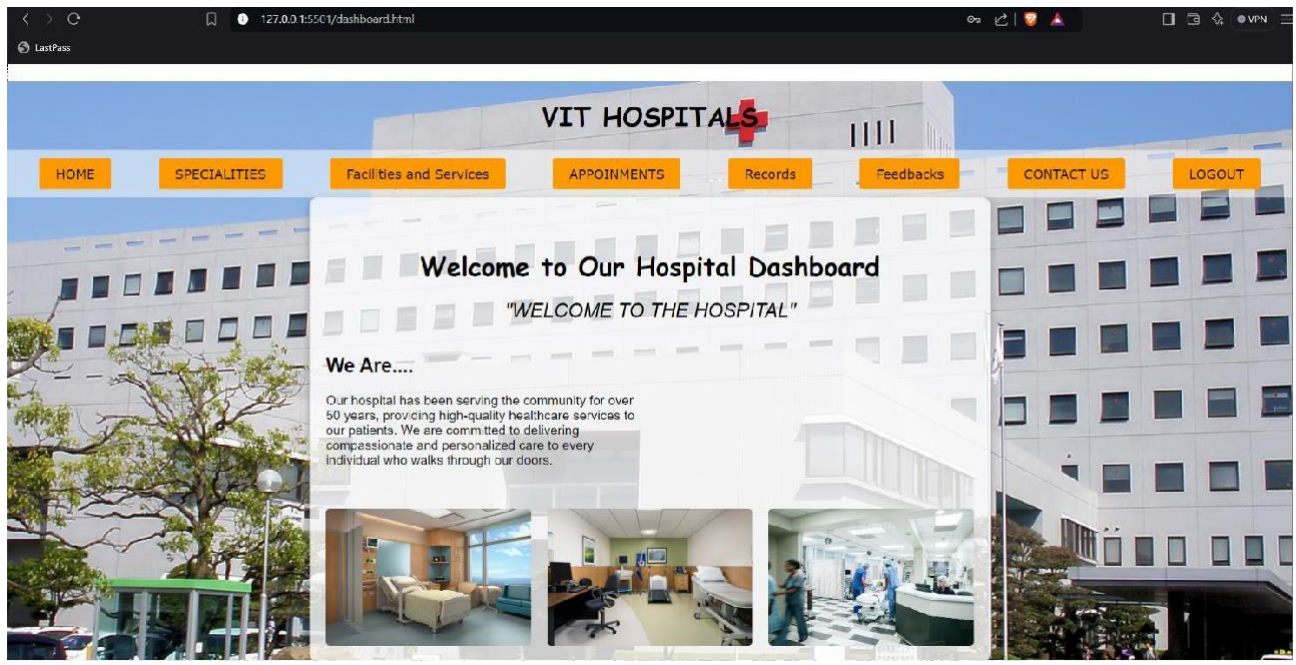 127.0.0.1:5501/dashboard.html
VPN
LastPass
VIT HOSPITALS
HOME
SPECIALITIES
Facilities and Services
APPOINMENTS
Records
Feedbacks
CONTACT US
LOGOUT
Welcome to Our Hospital Dashboard
"WELCOME TO THE HOSPITAL"
We Are....
Our hospital has been serving the community for over
50 years, providing high-quality healthcare services to
our patients. We are committed to delivering
compassionate and personalized care to every
individual who walks through our doors.